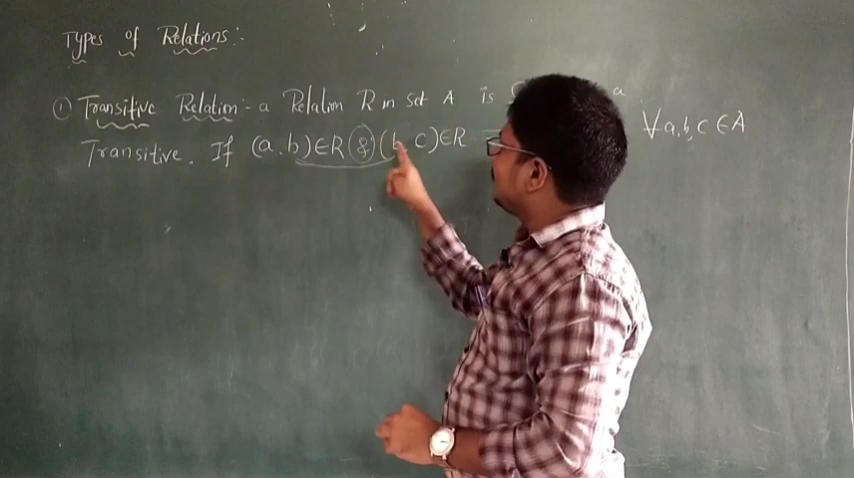 Types of Relations:-
① Transitive Relation:- a Relation R in set A is a
Transitive. If (a,b)∈R & (b c)∈R ∀a,b,c ∈A